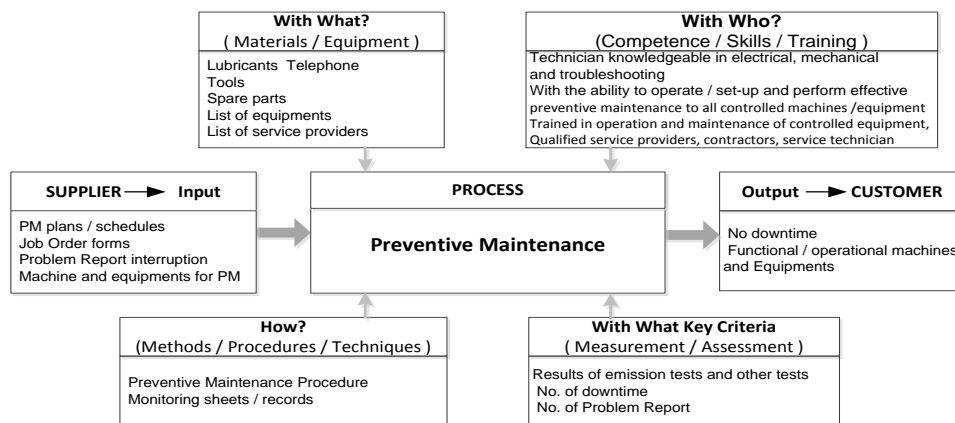 With What?
( Materials / Equipment )
Lubricants Telephone
Tools
Spare parts
List of equipments
List of service providers
With Who?
(Competence / Skills / Training )
Technician knowledgeable in electrical, mechanical
and troubleshooting
With the ability to operate / set-up and perform effective
preventive maintenance to all controlled machines /equipment
Trained in operation and maintenance of controlled equipment,
Qualified service providers, contractors, service technician
SUPPLIER Input
PM plans / schedules
Job Order forms
Problem Report interruption
Machine and equipments for PM
PROCESS
Preventive Maintenance
Output CUSTOMER
No downtime
Functional / operational machines
and Equipments
How?
(Methods / Procedures / Techniques )
Preventive Maintenance Procedure
Monitoring sheets / records
With What Key Criteria
( Measurement / Assessment )
Results of emission tests and other tests
No. of downtime
No. of Problem Report